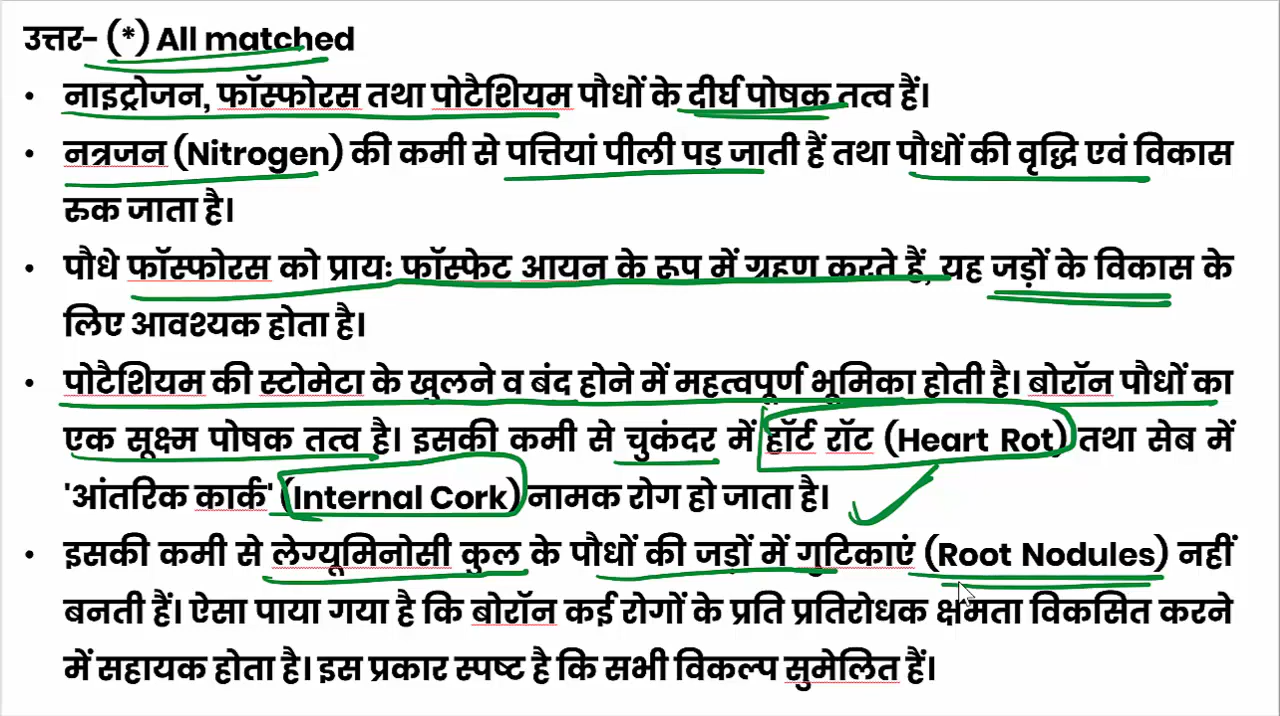 उत्तर- (*) All matched
• नाइट्रोजन, फॉस्फोरस तथा पोटैशियम पौधों के दीर्घ पोषक तत्व हैं।
• नत्रजन (Nitrogen) की कमी से पत्तियां पीली पड़ जाती हैं तथा पौधों की वृद्धि एवं विकास
रुक जाता है।
• पौधे फॉस्फोरस को प्रायः फॉस्फेट आयन के रूप में ग्रहण करते हैं, यह जड़ों के विकास के
लिए आवश्यक होता है।
• पोटैशियम की स्टोमेटा के खुलने व बंद होने में महत्वपूर्ण भूमिका होती है। बोरॉन पौधों का
एक सूक्ष्म पोषक तत्व है। इसकी कमी से चुकंदर में हॉर्ट रॉट (Heart Rot) तथा सेब में
'आंतरिक कार्क' (Internal Cork) नामक रोग हो जाता है।
• इसकी कमी से लेग्यूमिनोसी कुल के पौधों की जड़ों में गुटिकाएं (Root Nodules) नहीं
बनती हैं। ऐसा पाया गया है कि बोरॉन कई रोगों के प्रति प्रतिरोधक क्षमता विकसित करने
में सहायक होता है। इस प्रकार स्पष्ट है कि सभी विकल्प सुमेलित हैं।